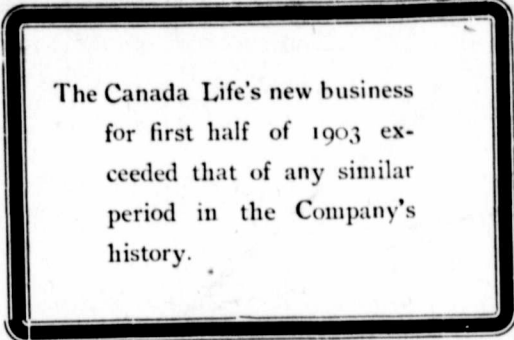 The Canada Life's new business
for first half of 1903 ex-
ceeded that of any similar
period in the Company's
history.